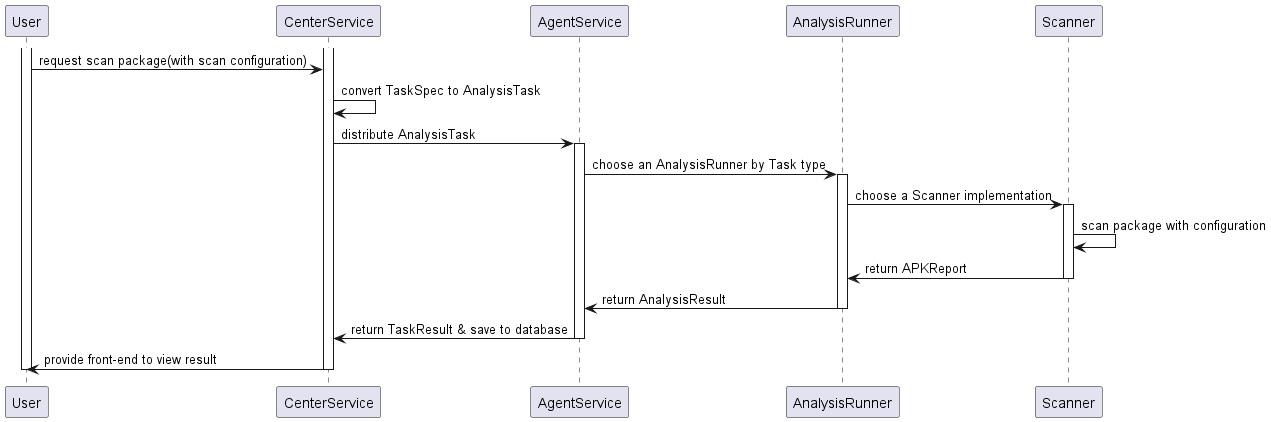 User
CenterService
AgentService
AnalysisRunner
Scanner
request scan package(with scan configuration)
convert TaskSpec to AnalysisTask
distribute AnalysisTask
choose an AnalysisRunner by Task type
choose a Scanner implementation
scan package with configuration
return APKReport
return AnalysisResult
return TaskResult & save to database
provide front-end to view result
User
CenterService
AgentService
AnalysisRunner
Scanner